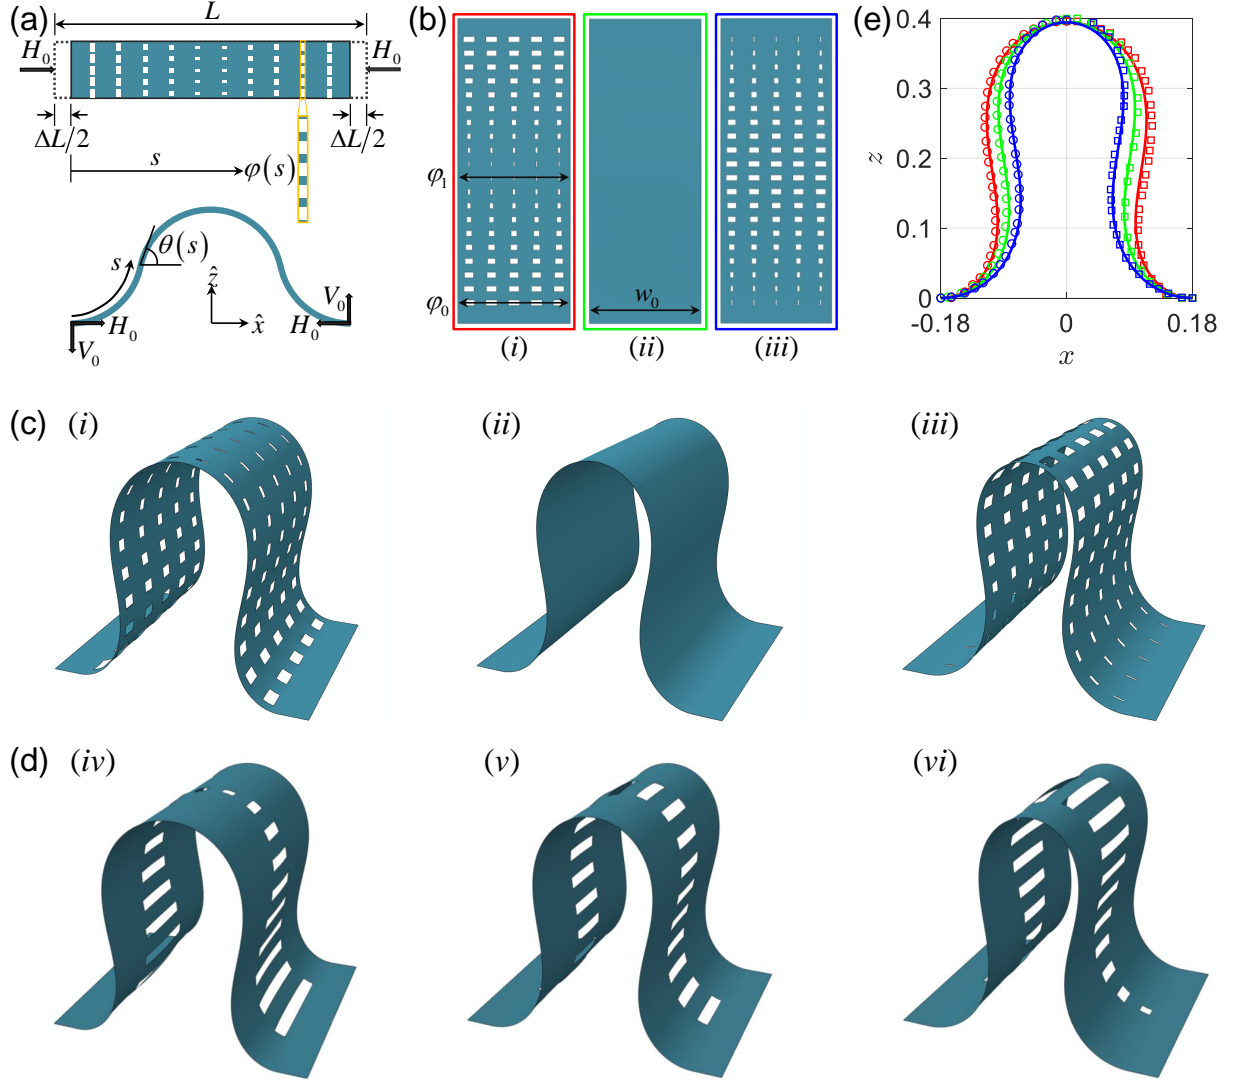 (a)
L
H₀
H₀
ΔL/2
ΔL/2
s
φ(s)
s
θ(s)
ẑ
x̂
V₀
H₀
H₀
V₀
(b)
φ₁
φ₀
w₀
(i)
(ii)
(iii)
(e)
0.4
0.3
0.2
0.1
0
z
-0.18
0
0.18
x
(c)
(i)
(ii)
(iii)
(d)
(iv)
(v)
(vi)